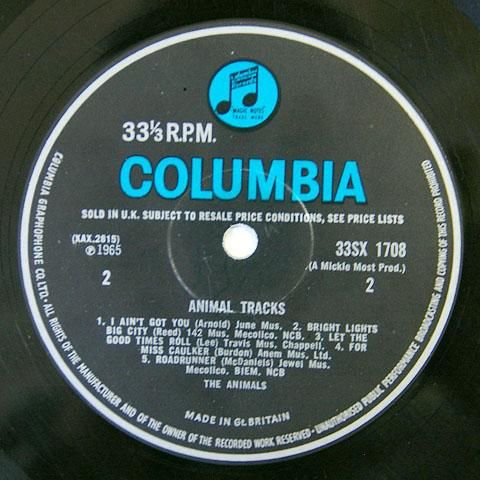 Columbia
Records
MAGIC NOTES
TRADE MARK
33⅓ R.P.M.
COLUMBIA
SOLD IN U.K. SUBJECT TO RESALE PRICE CONDITIONS, SEE PRICE LISTS
(XAX.2815)
℗1965
2
33SX 1708
(A Mickie Most Prod.)
2
ANIMAL TRACKS
1. I AIN'T GOT YOU (Arnold) June Mus. 2. BRIGHT LIGHTS
BIG CITY (Reed) 142 Mus. Mecolico, NCB. 3. LET THE
GOOD TIMES ROLL (Lee) Travis Mus. Chappell. 4. FOR
MISS CAULKER (Burdon) Anem Mus. Ltd.
5. ROADRUNNER (McDaniels) Jewel Mus.
Mecolico, BIEM, NCB
THE ANIMALS
MADE IN Gt. BRITAIN
COLUMBIA GRAPHOPHONE CO. LTD. · ALL RIGHTS OF THE MANUFACTURER AND OF THE OWNER OF THE RECORDED WORK RESERVED · UNAUTHORISED PUBLIC PERFORMANCE BROADCASTING AND COPYING OF THIS RECORD PROHIBITED